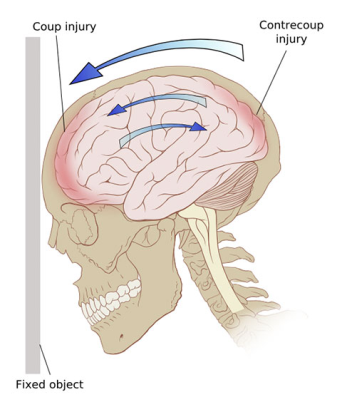 Coup injury
Contrecoup
injury
Fixed object